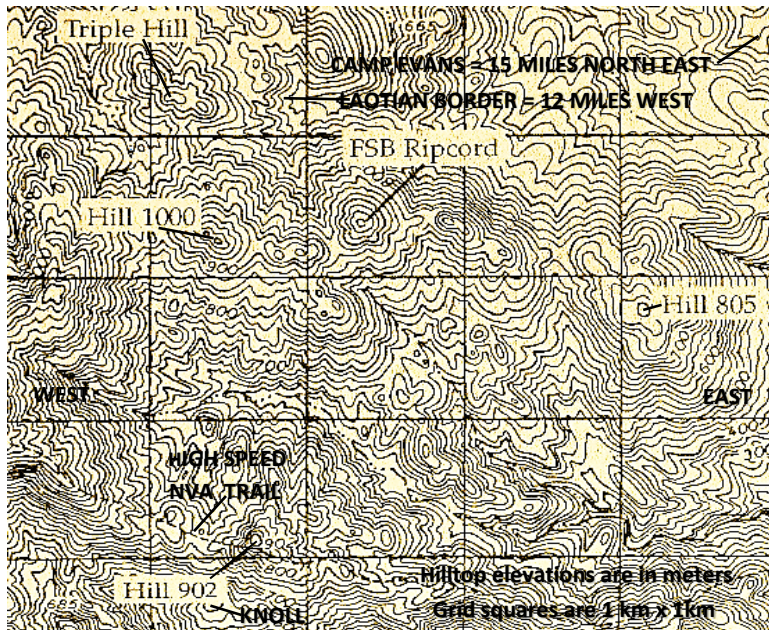 Triple Hill
665
CAMP EVANS = 15 MILES NORTH EAST
LAOTIAN BORDER = 12 MILES WEST
FSB Ripcord
Hill 1000
900
Hill 805
800
WEST
EAST
HIGH SPEED
NVA TRAIL
Hill 902
KNOLL
Hilltop elevations are in meters
Grid squares are 1 km x 1km